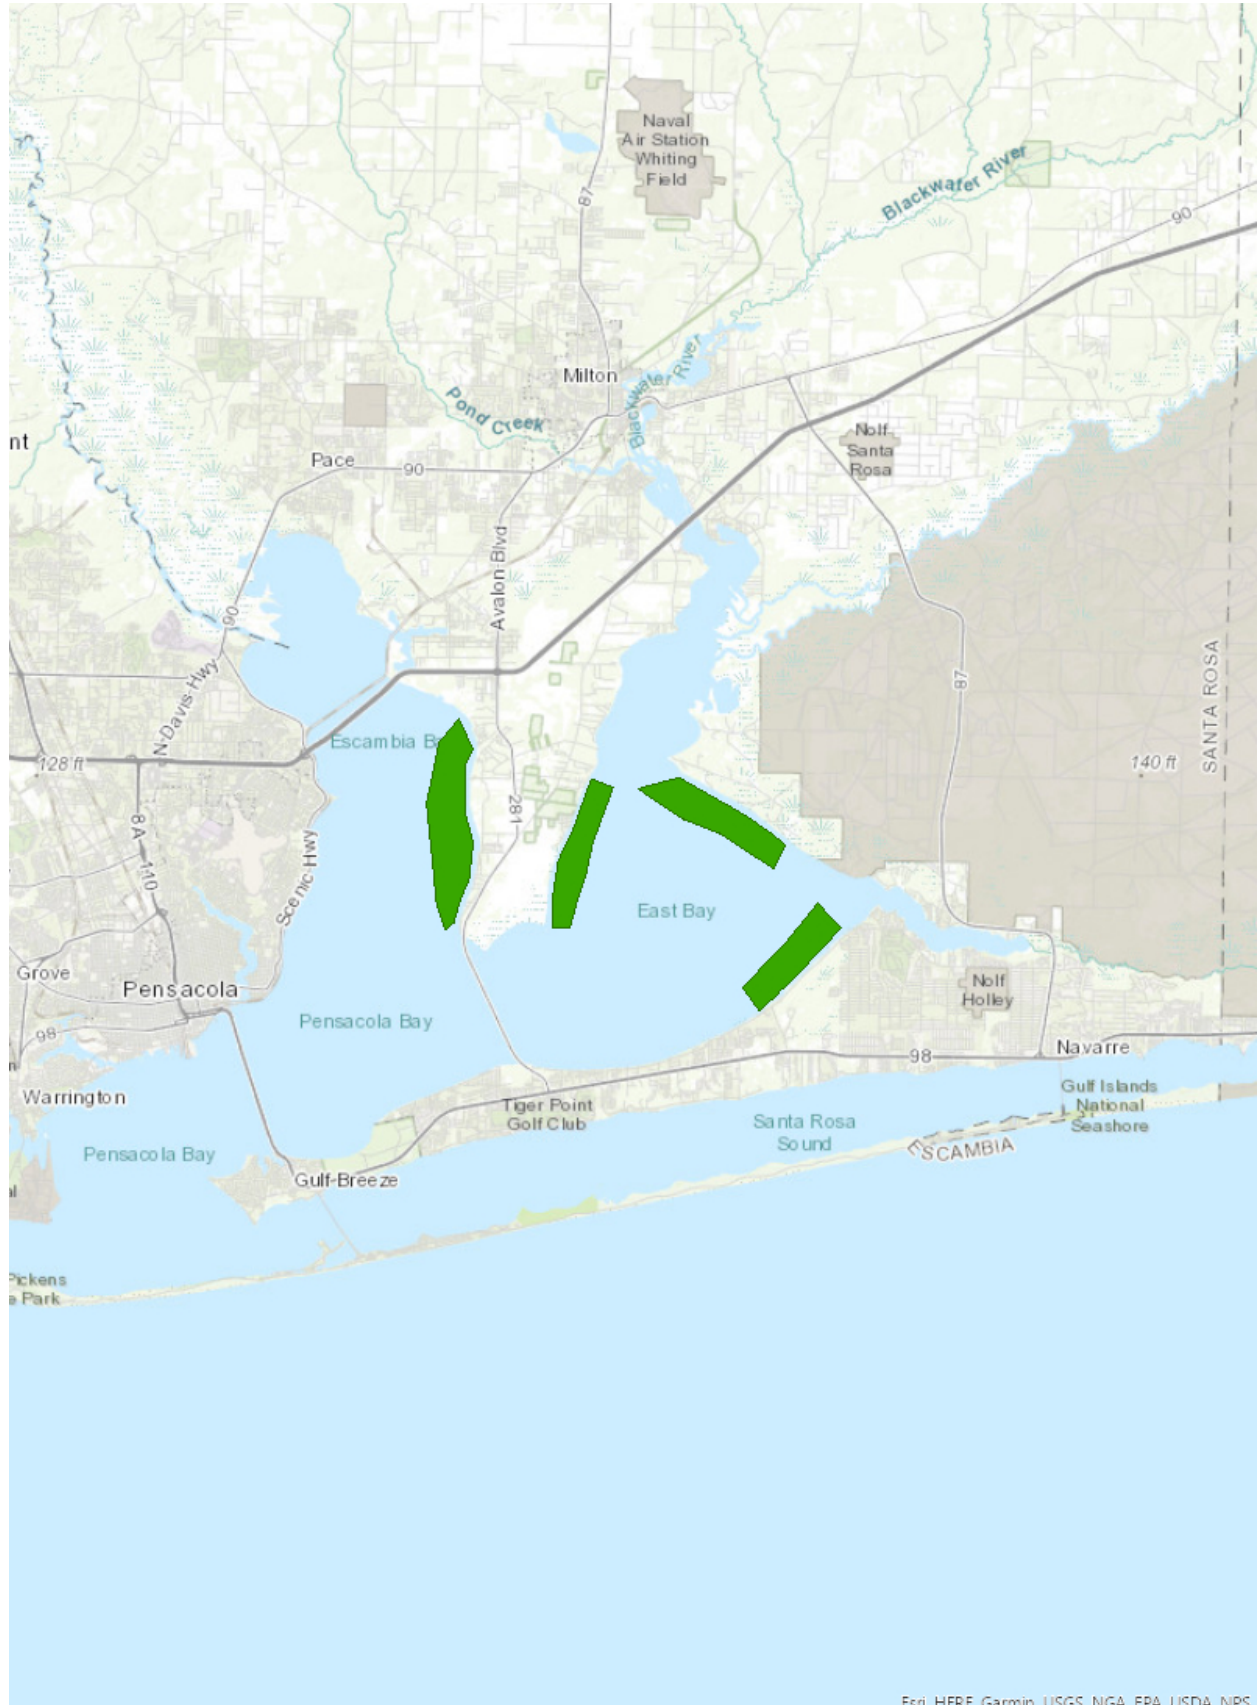 Naval
Air Station
Whiting
Field
87
Blackwater River
90
Milton
Blackwater River
Pond Creek
nt
Pace
90
Nolf
Santa
Rosa
Avalon Blvd
90
N-Davis-Hwy
87
SANTA ROSA
Escambia B
128 ft
140 ft
281
8A
110
Scenic-Hwy
East Bay
Grove
Pensacola
Nolf
Holley
Pensacola Bay
98
98
Navarre
Warrington
Tiger Point
Golf Club
Gulf Islands
National
Seashore
Santa Rosa
Sound
Pensacola Bay
ESCAMBIA
Gulf-Breeze
Pickens
e Park
Esri, HERE, Garmin, USGS, NGA, EPA, USDA, NPS